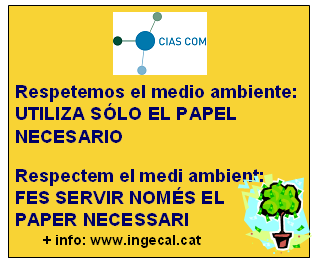 CIAS COM
Respetemos el medio ambiente:
UTILIZA SÓLO EL PAPEL
NECESARIO
Respectem el medi ambient:
FES SERVIR NOMÉS EL
PAPER NECESSARI
+ info: www.ingecal.cat